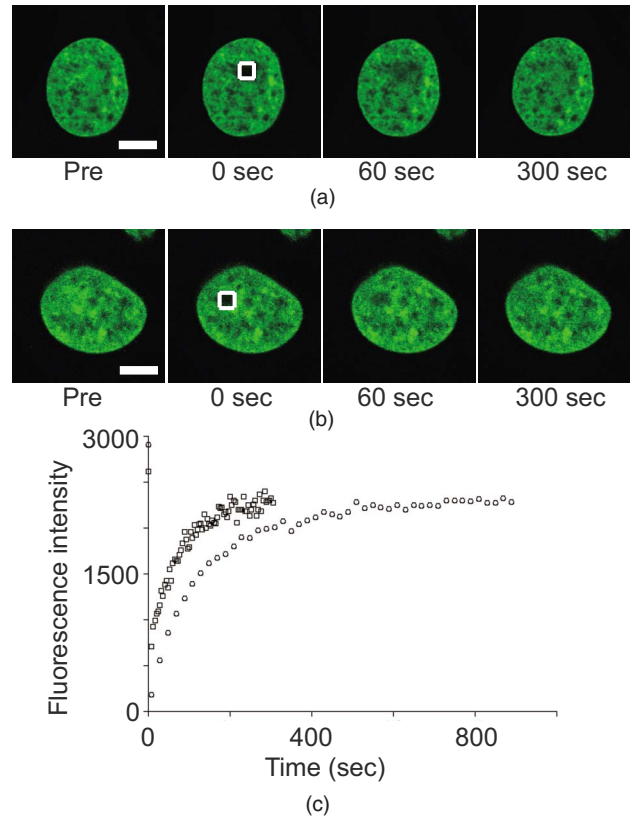 Pre 0 sec 60 sec 300 sec
(a)
Pre 0 sec 60 sec 300 sec
(b)
3000
1500
0
Fluorescence intensity
0 400 800
Time (sec)
(c)